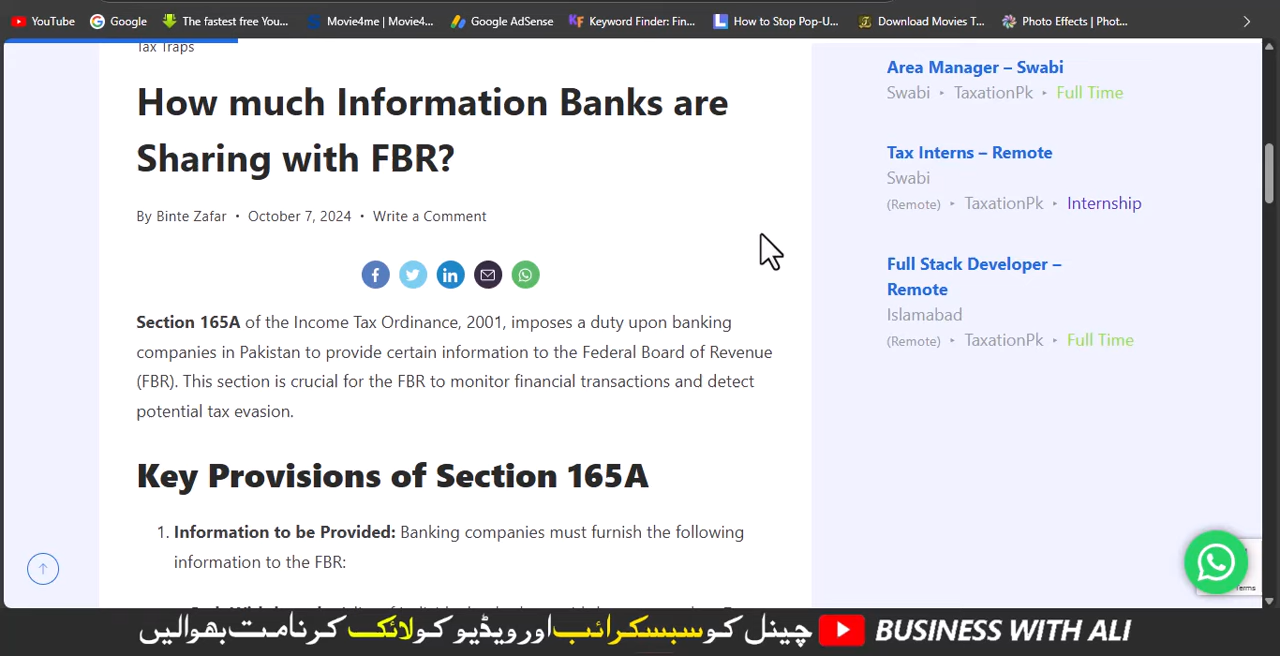 YouTube
Google
The fastest free You...
Movie4me | Movie4...
Google AdSense
Keyword Finder: Fin...
How to Stop Pop-U...
Download Movies T...
Photo Effects | Phot...
Tax Traps
How much Information Banks are
Sharing with FBR?
By Binte Zafar • October 7, 2024 • Write a Comment
Section 165A of the Income Tax Ordinance, 2001, imposes a duty upon banking
companies in Pakistan to provide certain information to the Federal Board of Revenue
(FBR). This section is crucial for the FBR to monitor financial transactions and detect
potential tax evasion.
Key Provisions of Section 165A
1. Information to be Provided: Banking companies must furnish the following
information to the FBR:
Area Manager – Swabi
Swabi • TaxationPk • Full Time
Tax Interns – Remote
Swabi
(Remote) • TaxationPk • Internship
Full Stack Developer –
Remote
Islamabad
(Remote) • TaxationPk • Full Time
Terms
چینل کو سبسکرائب اور ویڈیو کو لائک کرنا مت بھولیں
BUSINESS WITH ALI